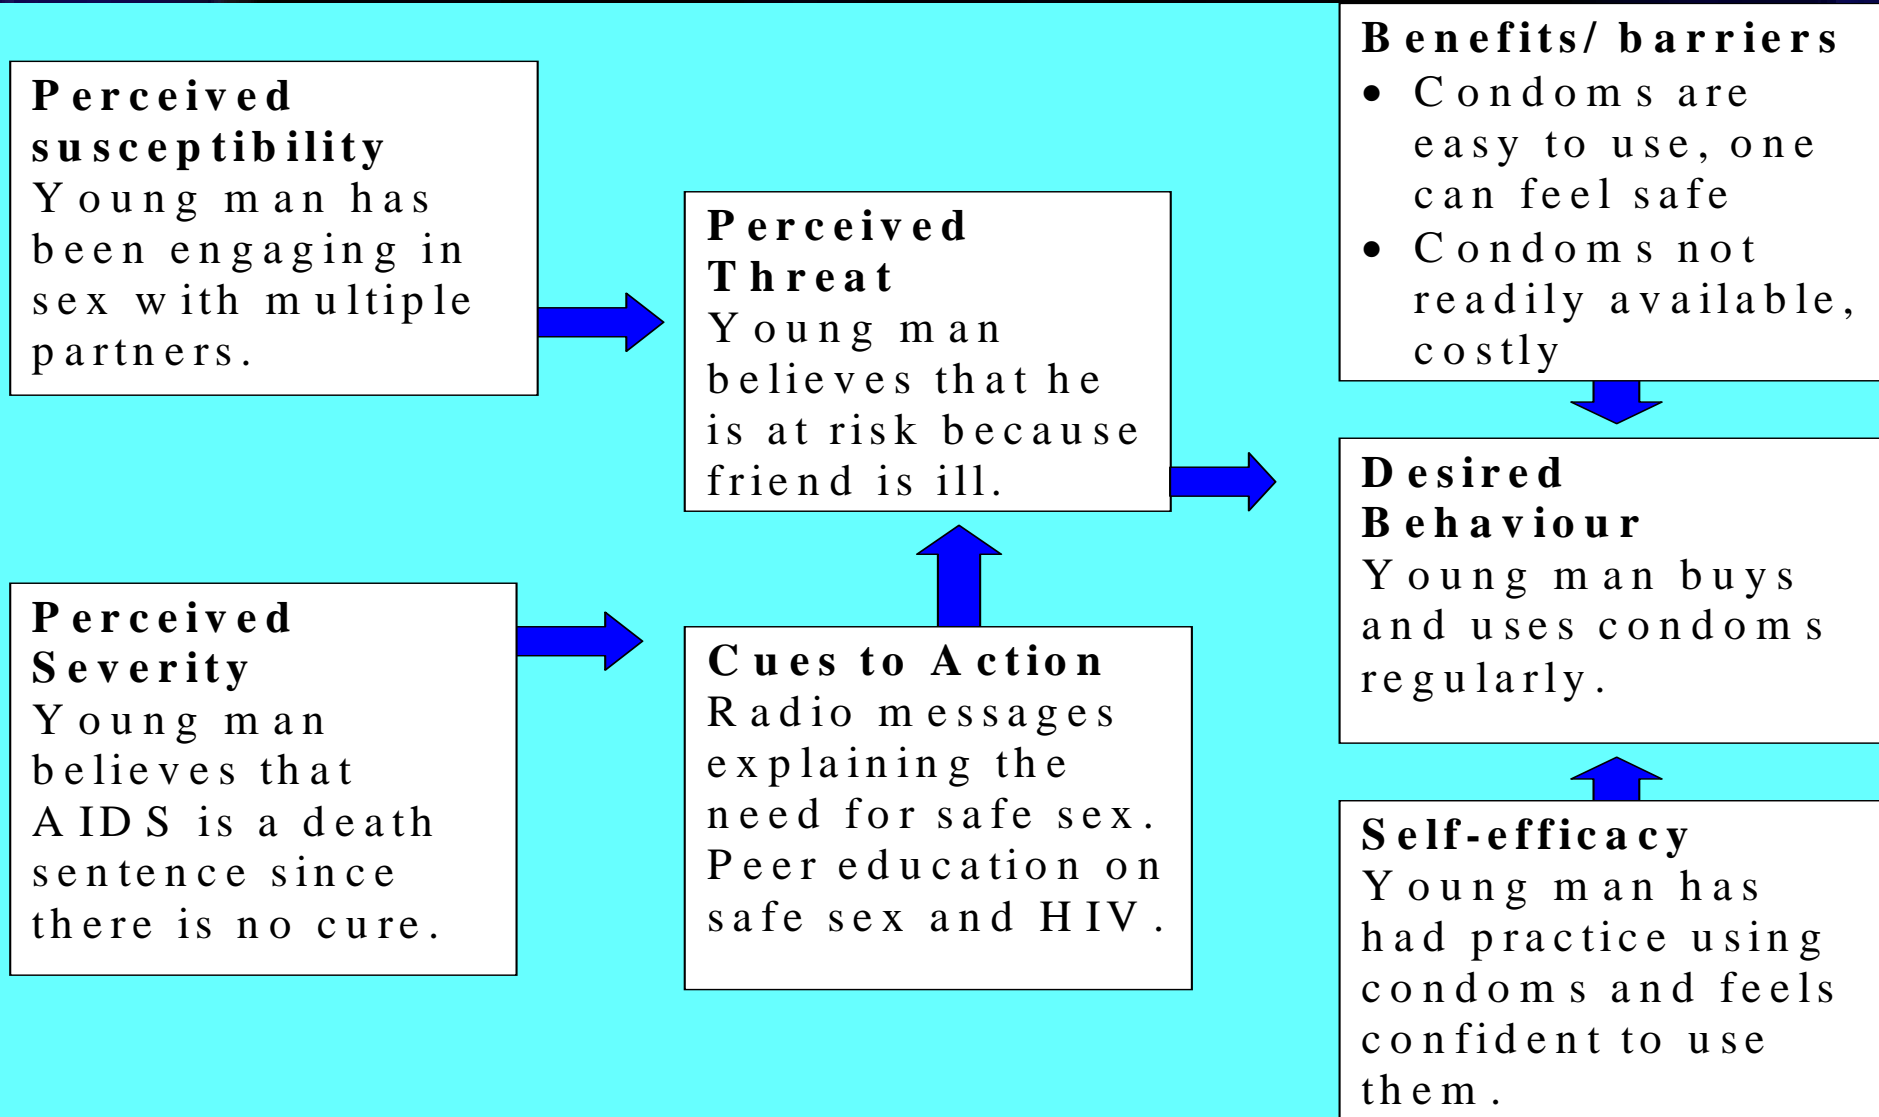 Perceived
susceptibility
Young man has
been engaging in
sex with multiple
partners.
Perceived
Severity
Young man
believes that
AIDS is a death
sentence since
there is no cure.
Perceived
Threat
Young man
believes that he
is at risk because
friend is ill.
Cues to Action
Radio messages
explaining the
need for safe sex.
Peer education on
safe sex and HIV.
Benefits/ barriers
• Condoms are
easy to use, one
can feel safe
• Condoms not
readily available,
costly
Desired
Behaviour
Young man buys
and uses condoms
regularly.
Self-efficacy
Young man has
had practice using
condoms and feels
confident to use
them.